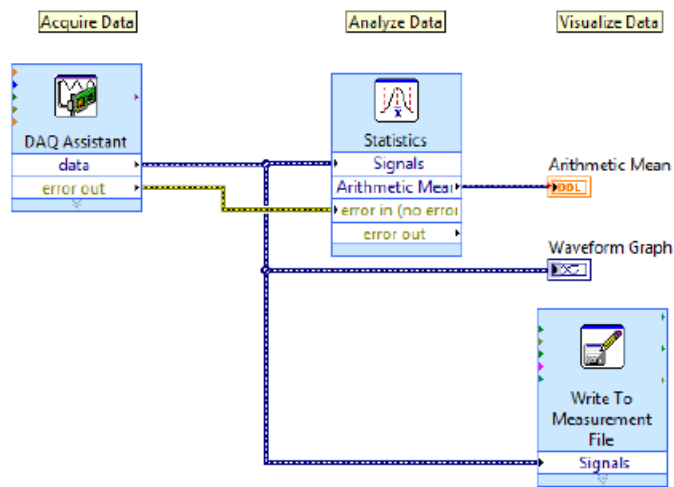 Acquire Data
Analyze Data
Visualize Data
DAQ Assistant
data
error out
Statistics
Signals
Arithmetic Mea
error in (no error
error out
Arithmetic Mean
DBL
Waveform Graph
Write To
Measurement
File
Signals